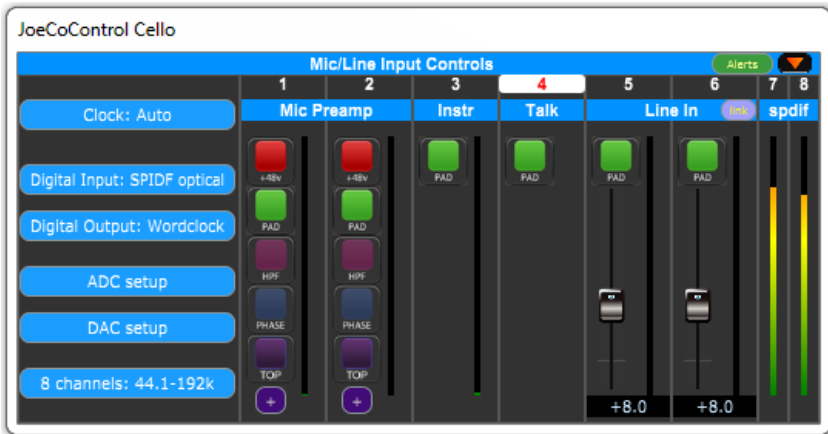 JoeCoControl Cello
Mic/Line Input Controls Alerts
1 2 3 4 5 6 7 8
Clock: Auto Mic Preamp Instr Talk Line In link spdif
+48v +48v PAD PAD PAD PAD
Digital Input: SPIDF optical
Digital Output: Wordclock
PAD PAD
HPF HPF
ADC setup
DAC setup
PHASE PHASE
TOP TOP
8 channels: 44.1-192k
+ + +8.0 +8.0